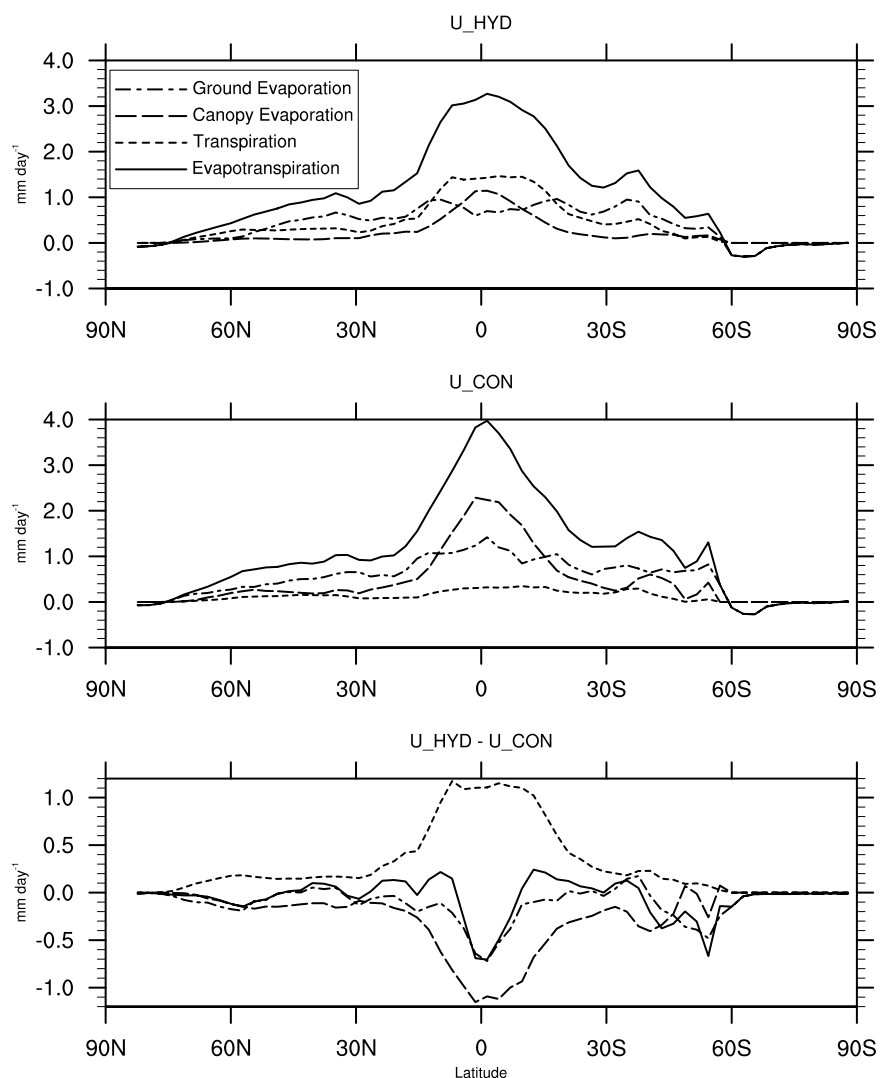 U_HYD
4.0
3.0
2.0
1.0
0.0
-1.0
mm day-1
Ground Evaporation
Canopy Evaporation
Transpiration
Evapotranspiration
90N 60N 30N 0 30S 60S 90S
U_CON
4.0
3.0
2.0
1.0
0.0
-1.0
mm day-1
90N 60N 30N 0 30S 60S 90S
U_HYD - U_CON
1.0
0.5
0.0
-0.5
-1.0
mm day-1
90N 60N 30N 0 30S 60S 90S
Latitude